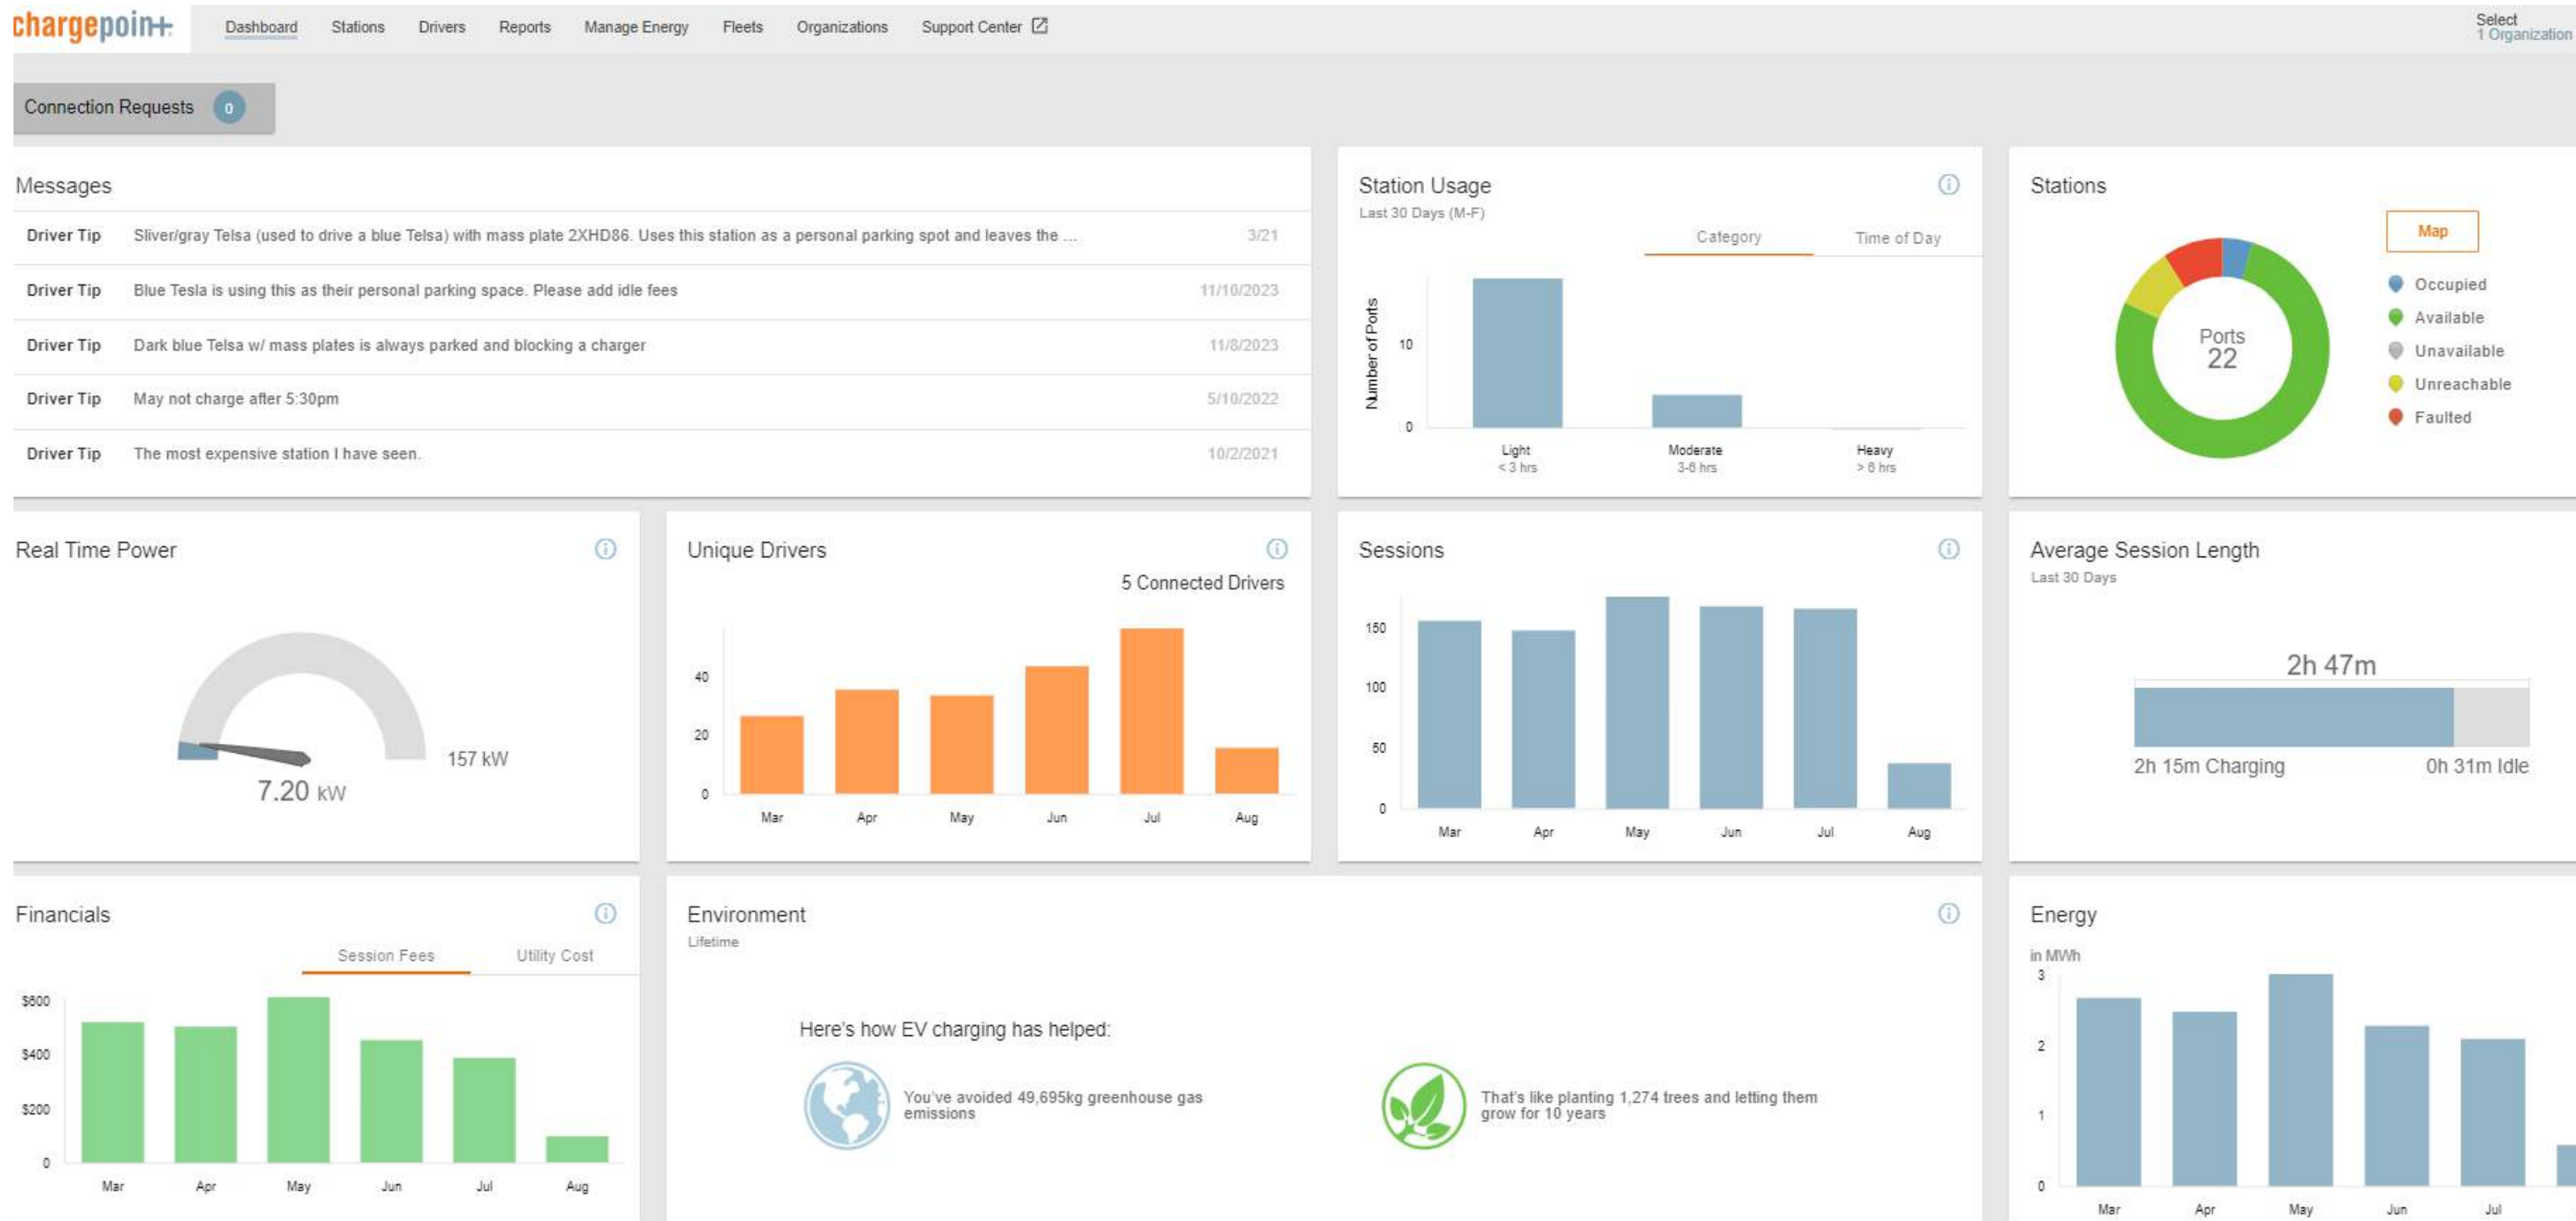 chargepoin+
Dashboard Stations Drivers Reports Manage Energy Fleets Organizations Support Center
Select
1 Organization
Connection Requests 0
Messages
Driver Tip Sliver/gray Telsa (used to drive a blue Telsa) with mass plate 2XHD86. Uses this station as a personal parking spot and leaves the ... 3/21
Driver Tip Blue Tesla is using this as their personal parking space. Please add idle fees 11/10/2023
Driver Tip Dark blue Telsa w/ mass plates is always parked and blocking a charger 11/8/2023
Driver Tip May not charge after 5:30pm 5/10/2022
Driver Tip The most expensive station I have seen. 10/2/2021
Station Usage
Last 30 Days (M-F)
Category Time of Day
Number of Ports
10
0
Light Moderate Heavy
< 3 hrs 3-6 hrs > 6 hrs
Stations
Map
Ports
22
Occupied
Available
Unavailable
Unreachable
Faulted
Real Time Power
157 kW
7.20 kW
Unique Drivers
5 Connected Drivers
40
20
0
Mar Apr May Jun Jul Aug
Sessions
150
100
50
0
Mar Apr May Jun Jul Aug
Average Session Length
Last 30 Days
2h 47m
2h 15m Charging 0h 31m Idle
Financials
Session Fees Utility Cost
$600
$400
$200
0
Mar Apr May Jun Jul Aug
Environment
Lifetime
Here's how EV charging has helped:
You've avoided 49,695kg greenhouse gas
emissions
That's like planting 1,274 trees and letting them
grow for 10 years
Energy
in MWh
3
2
1
0
Mar Apr May Jun Jul